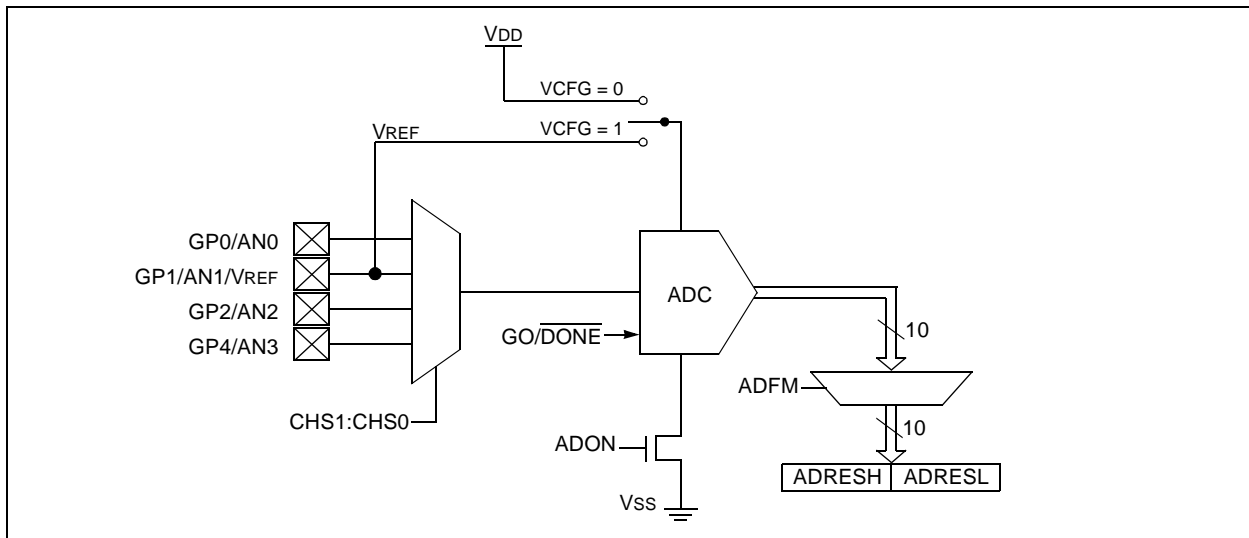 VDD
VCFG = 0
VREF
VCFG = 1
GP0/AN0
GP1/AN1/VREF
GP2/AN2
GP4/AN3
ADC
GO/DONE
10
ADFM
CHS1:CHS0
10
ADON
ADRESH ADRESL
VSS